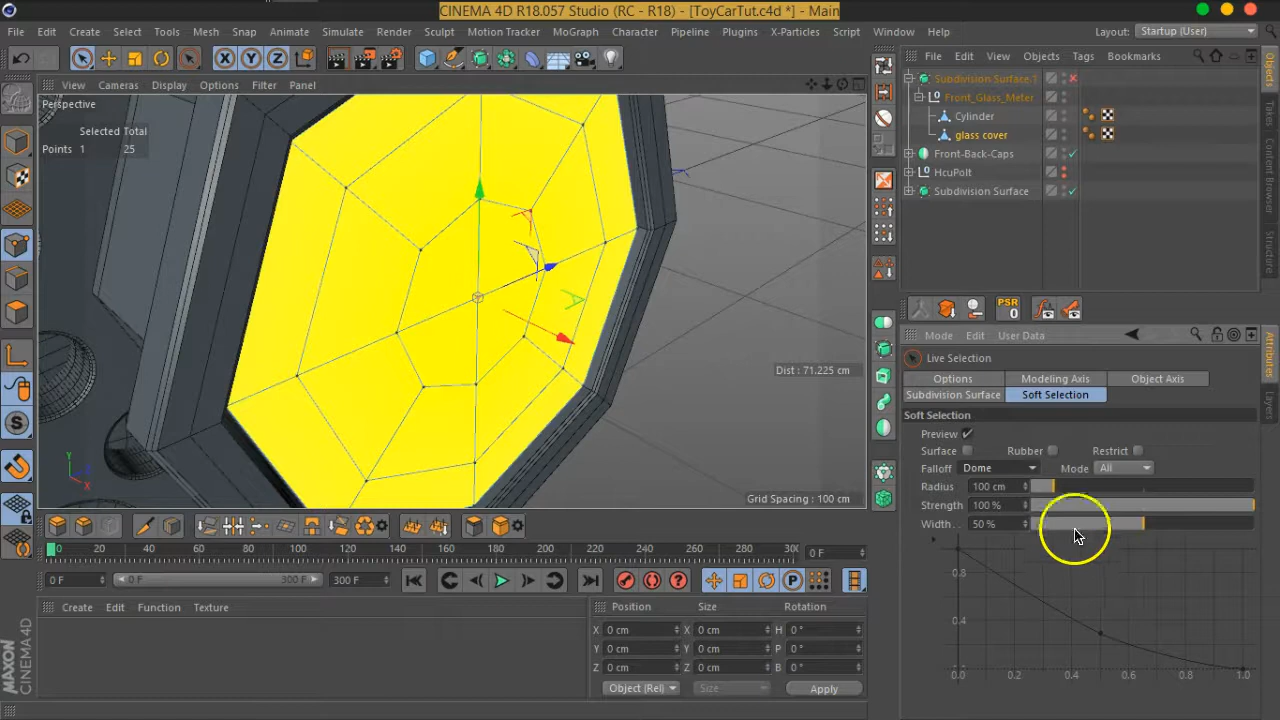 CINEMA 4D R18.057 Studio (RC - R18) - [ToyCarTut.c4d *] - Main
File Edit Create Select Tools Mesh Snap Animate Simulate Render Sculpt Motion Tracker MoGraph Character Pipeline Plugins X-Particles Script Window Help Layout: Startup (User)
X Y Z
File Edit View Objects Tags Bookmarks
View Cameras Display Options Filter Panel
Perspective
Selected Total
Points 1 25
Subdivision Surface.1
Front_Glass_Meter
Cylinder
glass cover
Front-Back-Caps
HcuPolt
Subdivision Surface
Objects
Takes
Content Browser
Structure
PSR
0
Mode Edit User Data
Live Selection
Options Modeling Axis Object Axis
Subdivision Surface Soft Selection
Soft Selection
Preview
Surface Rubber Restrict
Falloff Dome Mode All
Radius 100 cm
Strength 100 %
Width . . 50 %
0.8
0.4
0.0 0.2 0.4 0.6 0.8 1.0
Attributes
Layers
Dist : 71.225 cm
Grid Spacing : 100 cm
Y
Z
X
0 20 40 60 80 100 120 140 160 180 200 220 240 260 280 300 0 F
0 F 0 F 300 F 300 F
P
Create Edit Function Texture
Position Size Rotation
X 0 cm X 0 cm H 0 °
Y 0 cm Y 0 cm P 0 °
Z 0 cm Z 0 cm B 0 °
Object (Rel) Size Apply
MAXON
CINEMA 4D